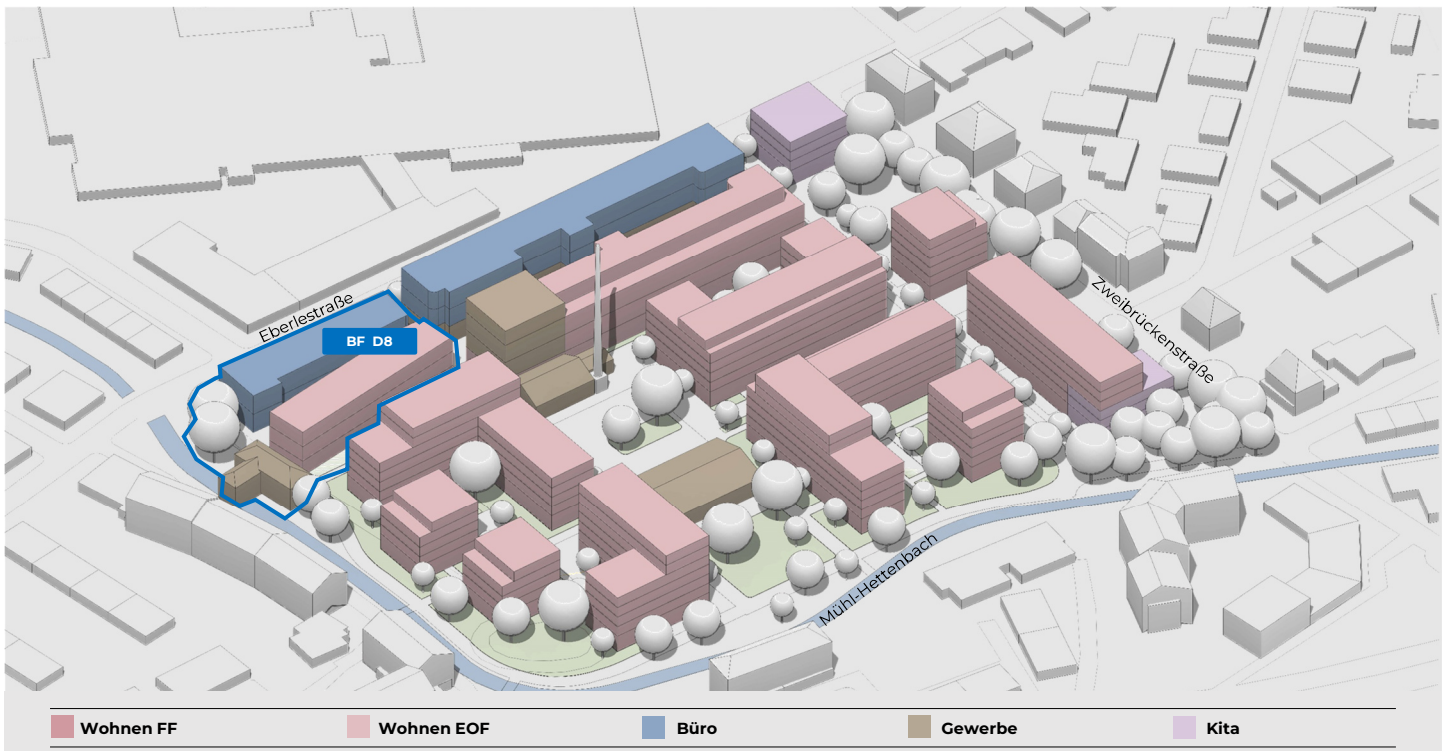 Eberlestraße
BF D8
Zweibrückenstraße
Mühl-Hettenbach
Wohnen FF
Wohnen EOF
Büro
Gewerbe
Kita